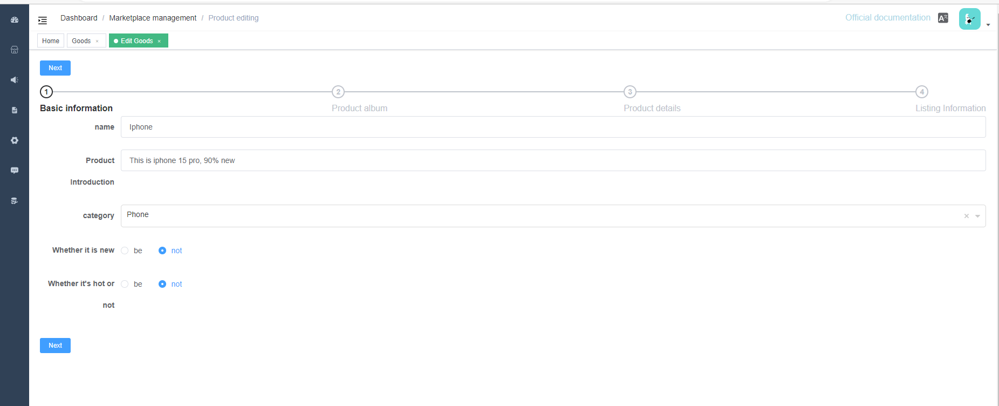 Dashboard / Marketplace management / Product editing
Official documentation
Home
Goods ×
Edit Goods ×
Next
1
2
3
4
Basic information
Product album
Product details
Listing Information
name
Iphone
Product
Introduction
This is iphone 15 pro, 90% new
category
Phone
Whether it is new
be
not
Whether it's hot or
not
be
not
Next